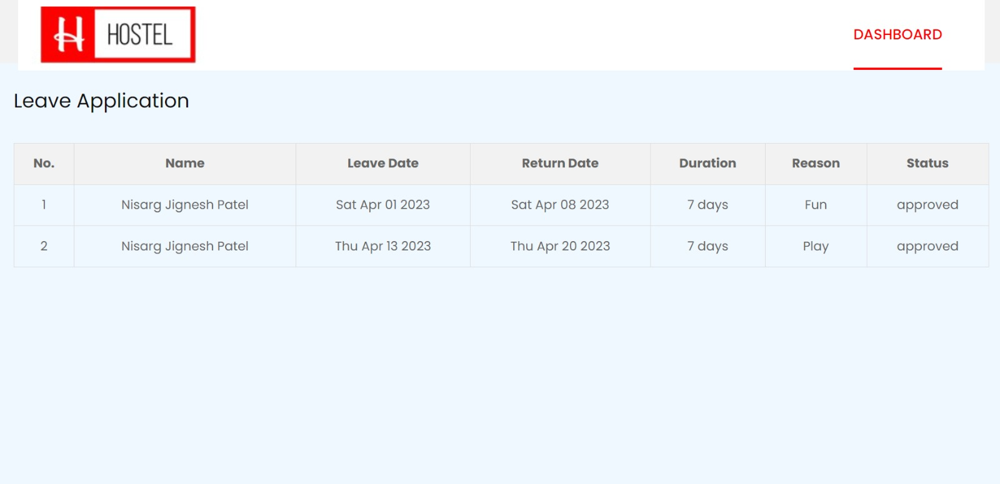 H HOSTEL
DASHBOARD
Leave Application
No. Name Leave Date Return Date Duration Reason Status
1 Nisarg Jignesh Patel Sat Apr 01 2023 Sat Apr 08 2023 7 days Fun approved
2 Nisarg Jignesh Patel Thu Apr 13 2023 Thu Apr 20 2023 7 days Play approved